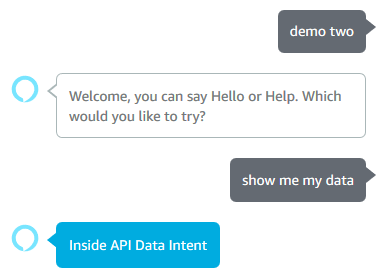 demo two
Welcome, you can say Hello or Help. Which
would you like to try?
show me my data
Inside API Data Intent